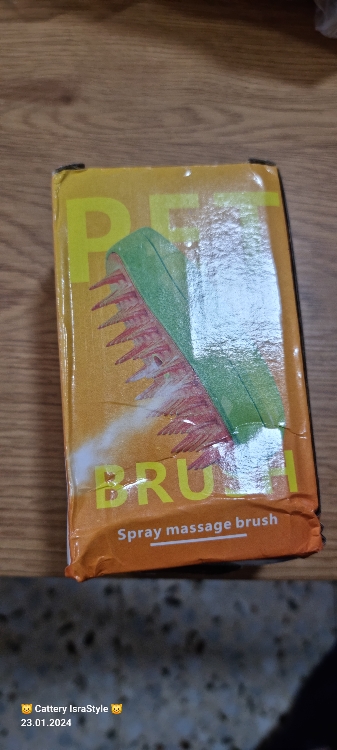 PET
BRUSH
Spray massage brush
🐱 Cattery IsraStyle 🐱
23.01.2024